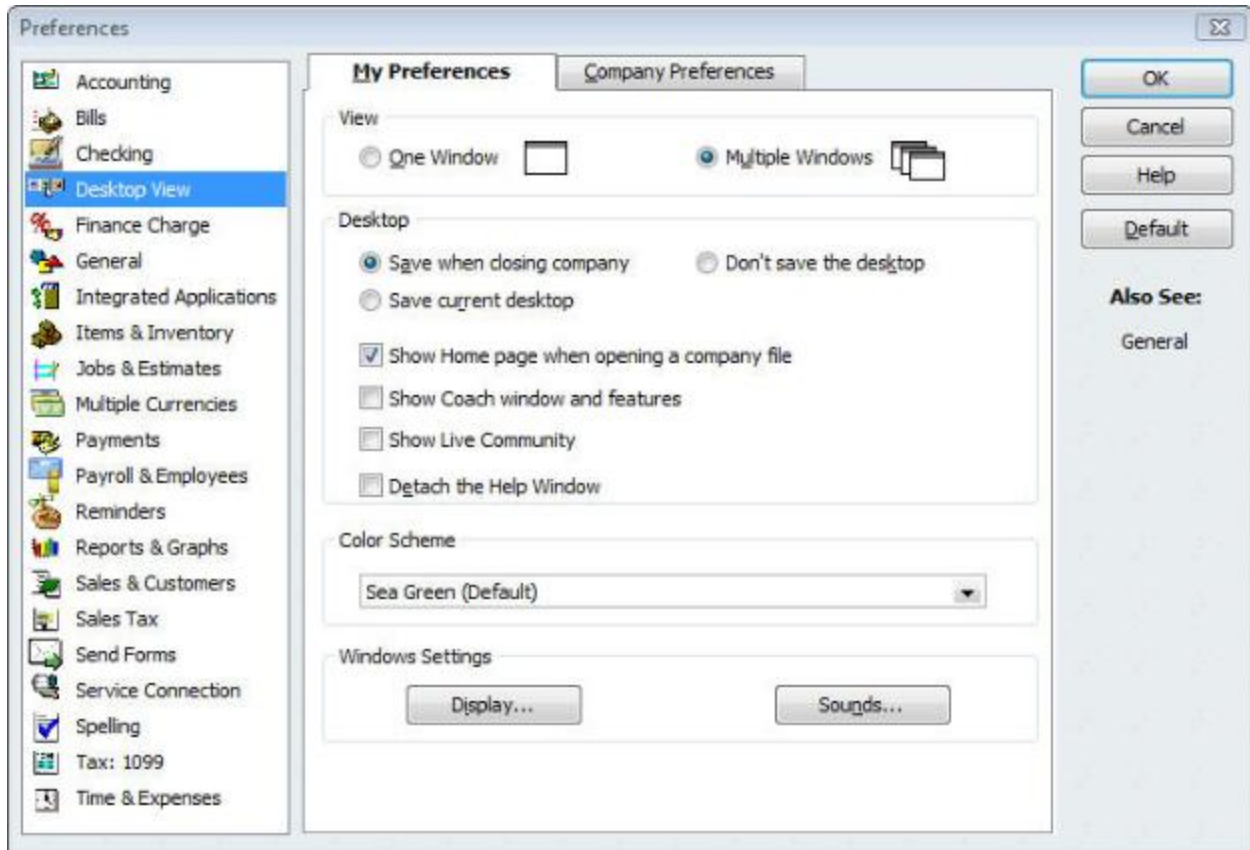 Preferences
Accounting
Bills
Checking
Desktop View
Finance Charge
General
Integrated Applications
Items & Inventory
Jobs & Estimates
Multiple Currencies
Payments
Payroll & Employees
Reminders
Reports & Graphs
Sales & Customers
Sales Tax
Send Forms
Service Connection
Spelling
Tax: 1099
Time & Expenses
My Preferences Company Preferences
View
One Window Multiple Windows
Desktop
Save when closing company Don't save the desktop
Save current desktop
Show Home page when opening a company file
Show Coach window and features
Show Live Community
Detach the Help Window
Color Scheme
Sea Green (Default)
Windows Settings
Display... Sounds...
OK
Cancel
Help
Default
Also See:
General